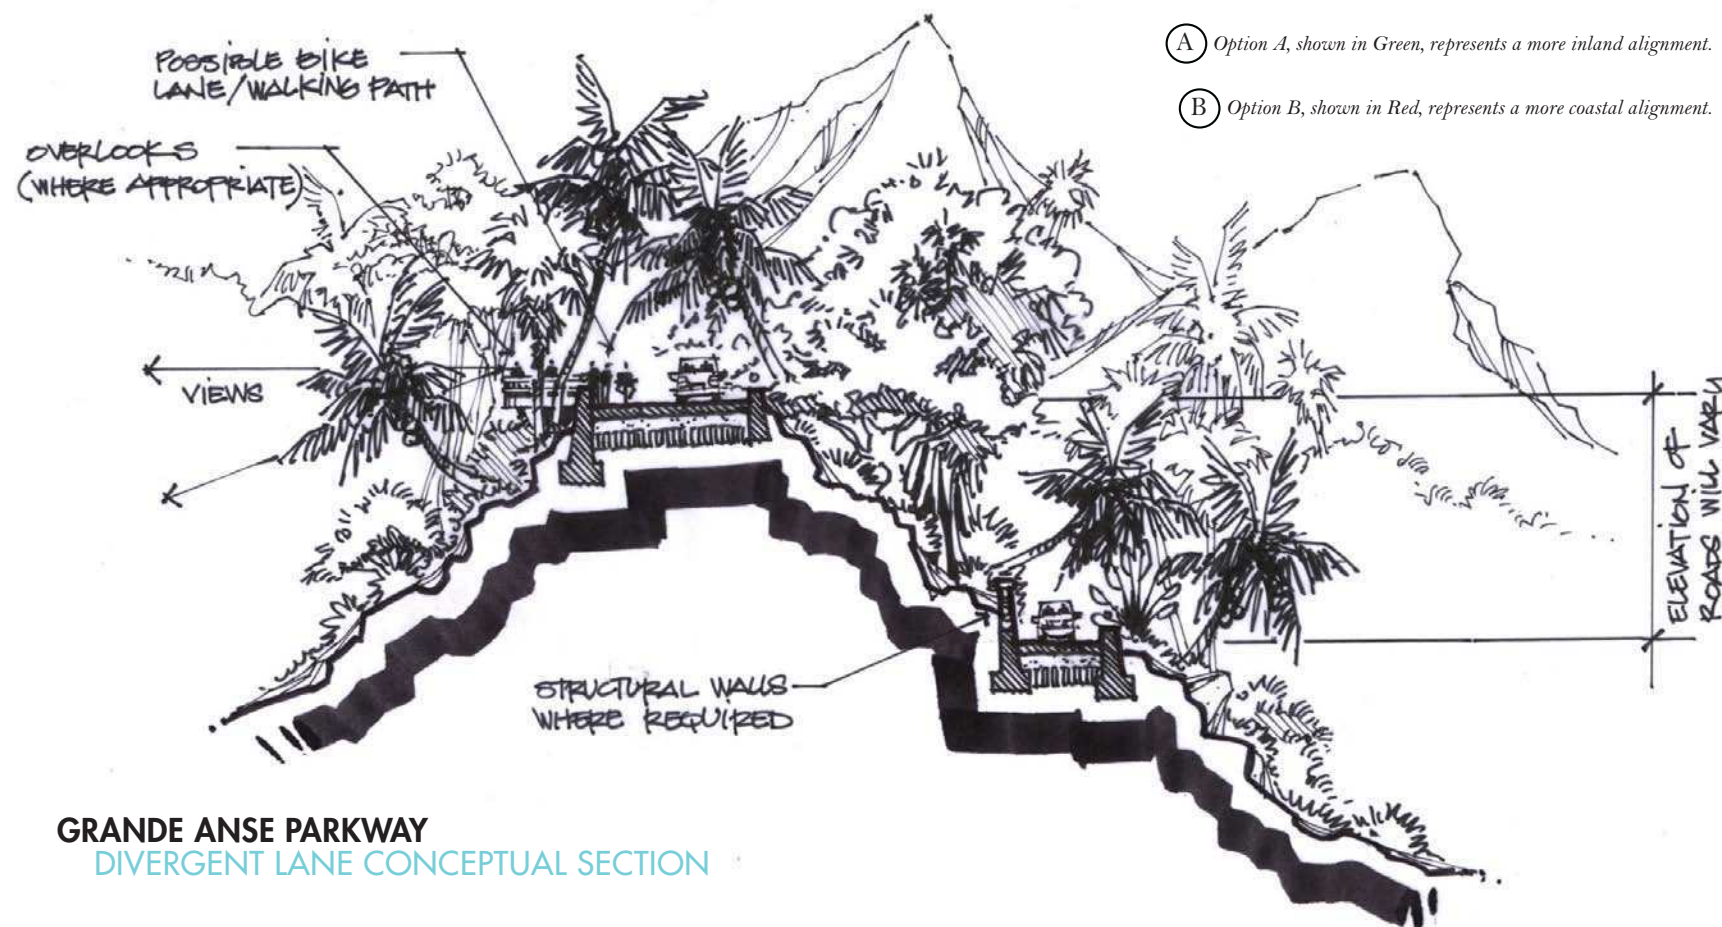 POSSIBLE BIKE
LANE/WALKING PATH
OVERLOOKS
(WHERE APPROPRIATE)
VIEWS
A Option A, shown in Green, represents a more inland alignment.
B Option B, shown in Red, represents a more coastal alignment.
ELEVATION OF
ROADS WILL VARY
STRUCTURAL WALLS
WHERE REQUIRED
GRANDE ANSE PARKWAY
DIVERGENT LANE CONCEPTUAL SECTION